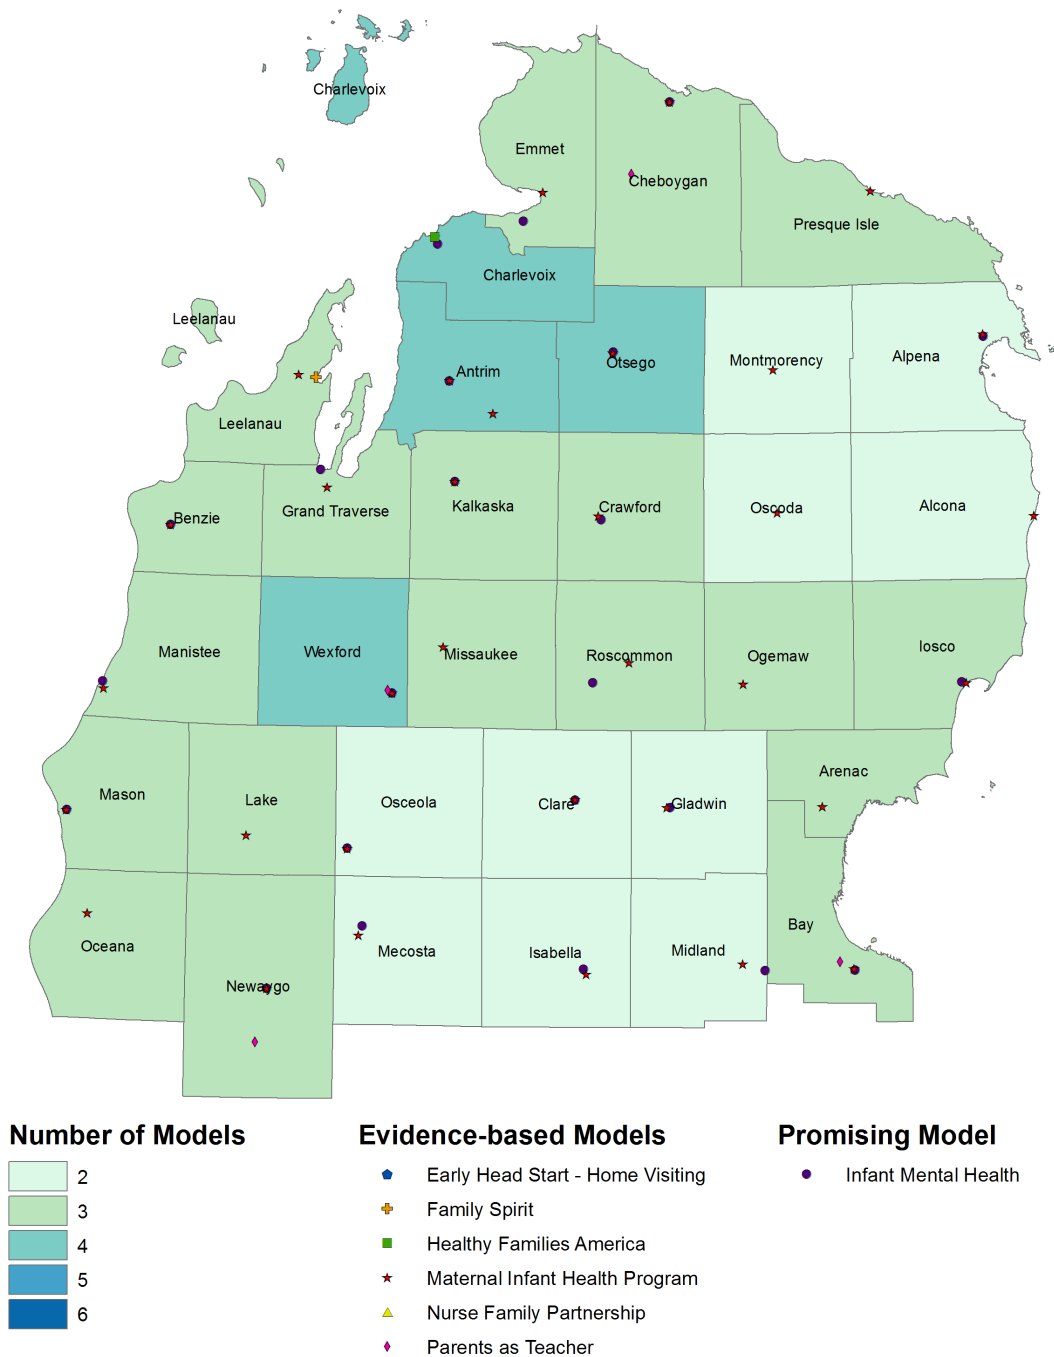 Charlevoix
Emmet
Cheboygan
Presque Isle
Charlevoix
Leelanau
Antrim
Otsego
Montmorency
Alpena
Leelanau
Benzie
Grand Traverse
Kalkaska
Crawford
Oscoda
Alcona
Manistee
Wexford
Missaukee
Roscommon
Ogemaw
Iosco
Mason
Lake
Osceola
Clare
Gladwin
Arenac
Oceana
Newaygo
Mecosta
Isabella
Midland
Bay
Number of Models
2
3
4
5
6
Evidence-based Models
Early Head Start - Home Visiting
Family Spirit
Healthy Families America
Maternal Infant Health Program
Nurse Family Partnership
Parents as Teacher
Promising Model
Infant Mental Health